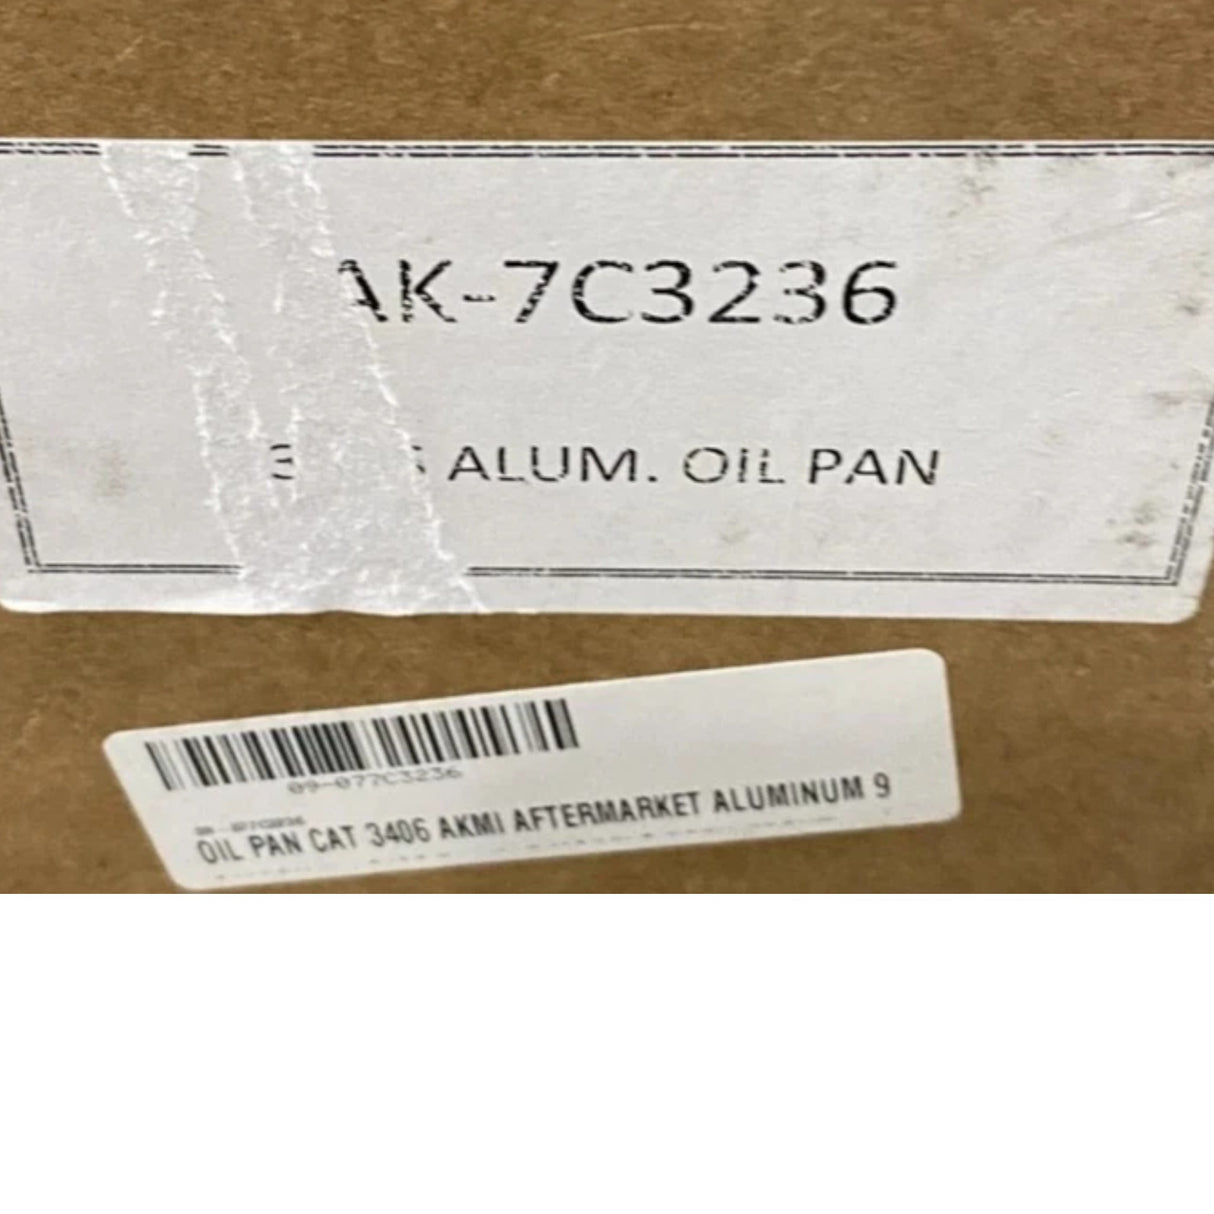 AK-7C3236
ALUM. OIL PAN
09-077C3236
OIL PAN CAT 3406 AKMI AFTERMARKET ALUMINUM 9